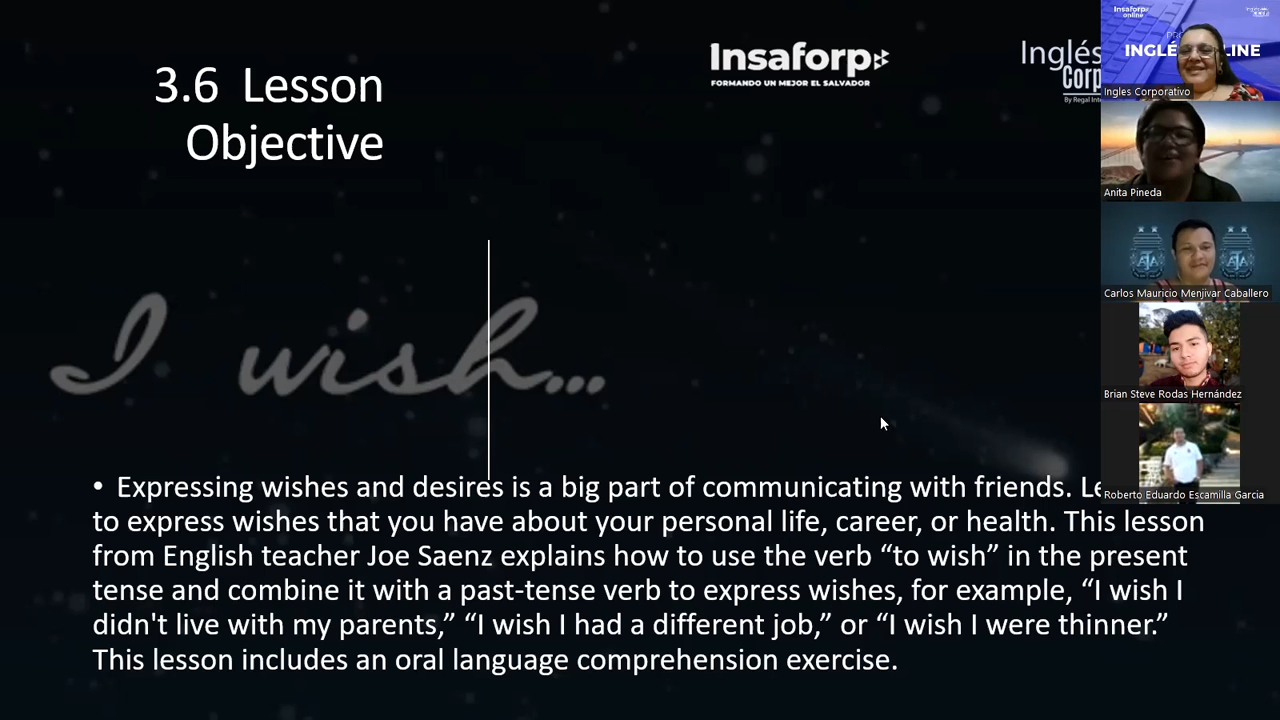 3.6 Lesson
Objective
Insaforp
FORMANDO UN MEJOR EL SALVADOR
Inglés
Corp
I wish...
• Expressing wishes and desires is a big part of communicating with friends.
to express wishes that you have about your personal life, career, or health. This lesson
from English teacher Joe Saenz explains how to use the verb “to wish” in the present
tense and combine it with a past-tense verb to express wishes, for example, “I wish I
didn't live with my parents,” “I wish I had a different job,” or “I wish I were thinner.”
This lesson includes an oral language comprehension exercise.
Insaforp
online
INGLÉ LINE
Ingles Corporativo
Anita Pineda
Carlos Mauricio Menjivar Caballero
Brian Steve Rodas Hernández
Roberto Eduardo Escamilla Garcia